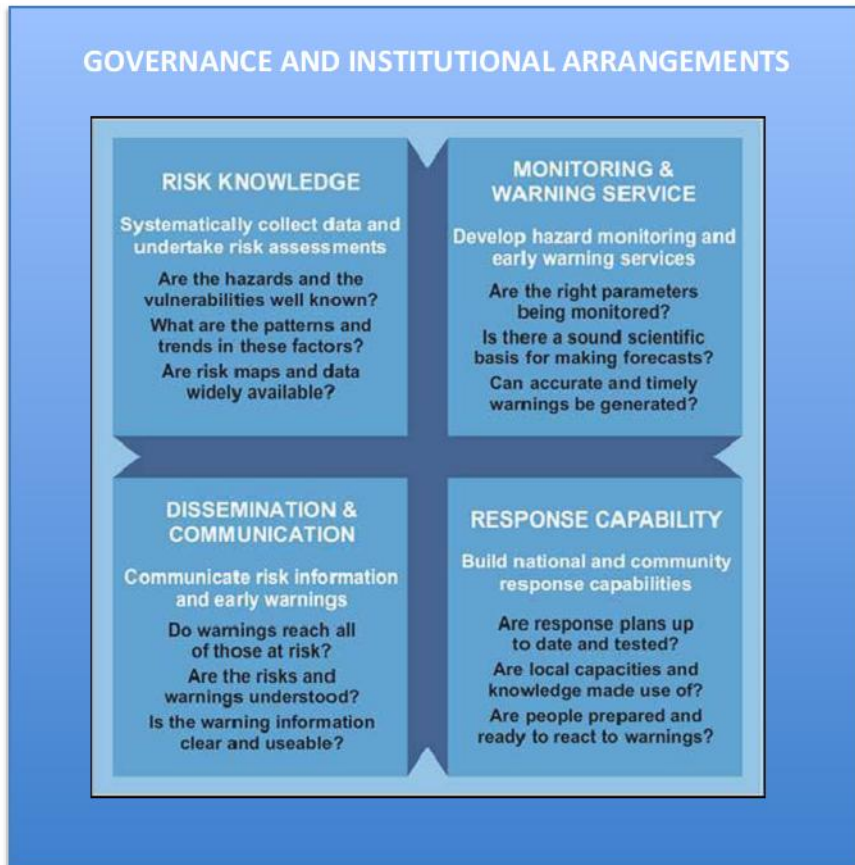 GOVERNANCE AND INSTITUTIONAL ARRANGEMENTS
RISK KNOWLEDGE
Systematically collect data and
undertake risk assessments
Are the hazards and the
vulnerabilities well known?
What are the patterns and
trends in these factors?
Are risk maps and data
widely available?
MONITORING &
WARNING SERVICE
Develop hazard monitoring and
early warning services
Are the right parameters
being monitored?
Is there a sound scientific
basis for making forecasts?
Can accurate and timely
warnings be generated?
DISSEMINATION &
COMMUNICATION
Communicate risk information
and early warnings
Do warnings reach all
of those at risk?
Are the risks and
warnings understood?
Is the warning information
clear and useable?
RESPONSE CAPABILITY
Build national and community
response capabilities
Are response plans up
to date and tested?
Are local capacities and
knowledge made use of?
Are people prepared and
ready to react to warnings?